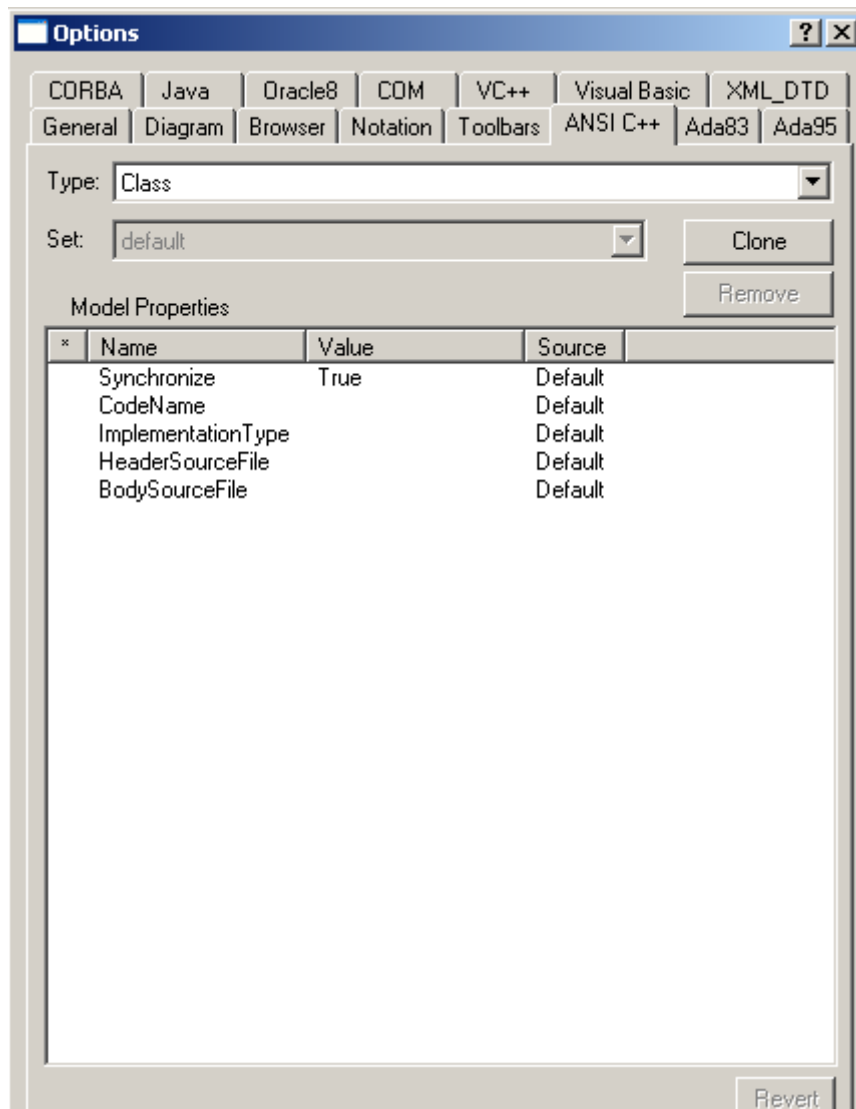 Options
CORBA Java Oracle8 COM VC++ Visual Basic XML_DTD
General Diagram Browser Notation Toolbars ANSI C++ Ada83 Ada95
Type: Class
Set: default Clone
Remove
Model Properties
* Name Value Source
Synchronize True Default
CodeName Default
ImplementationType Default
HeaderSourceFile Default
BodySourceFile Default
Revert